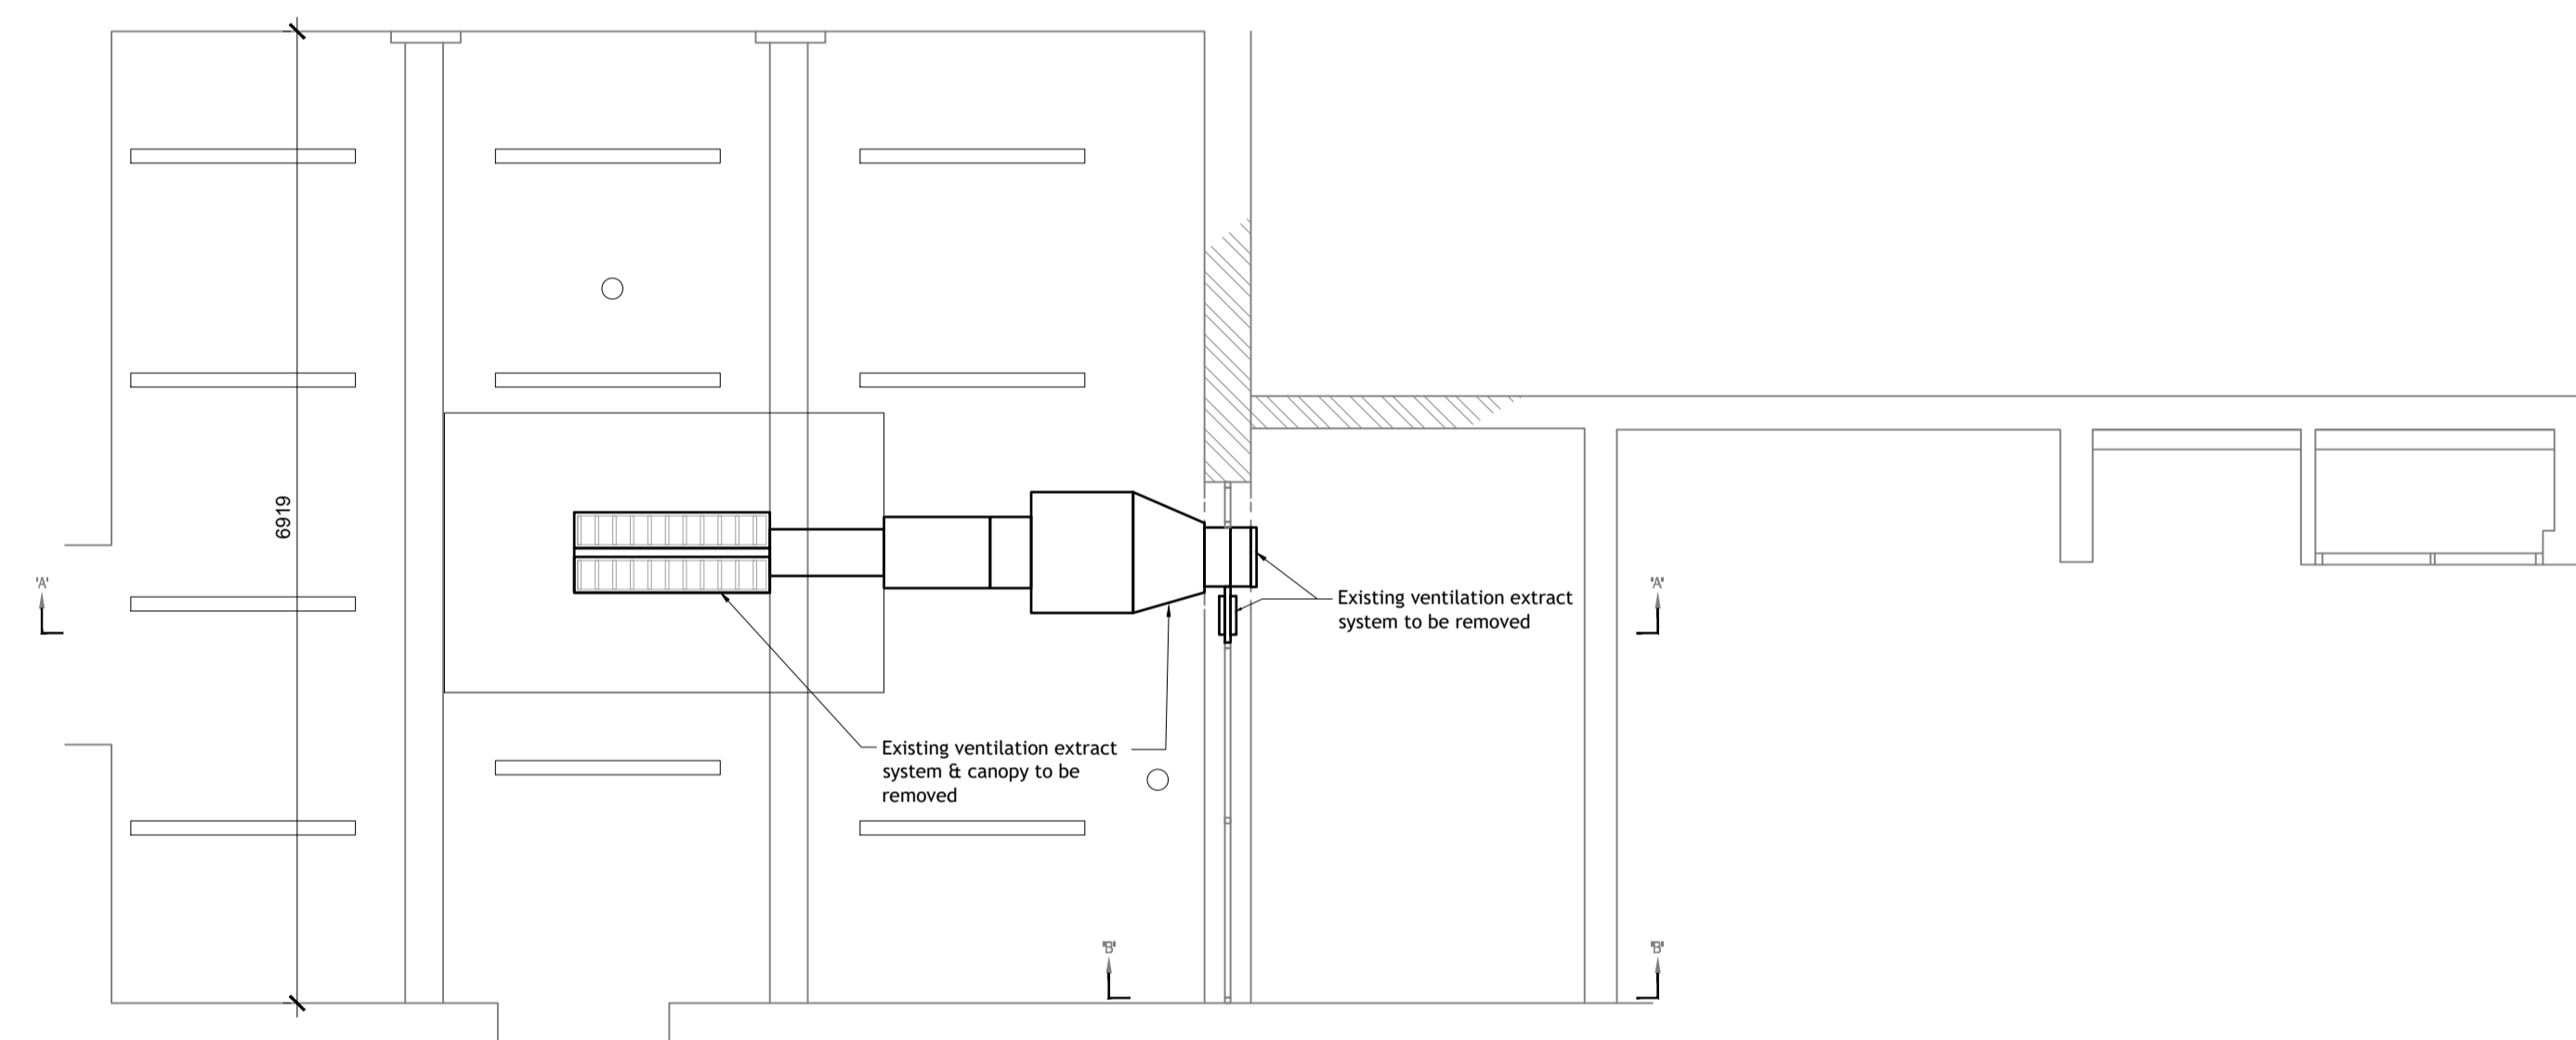 6919
'A'
'A'
Existing ventilation extract
system to be removed
Existing ventilation extract
system & canopy to be
removed
'B'
'B'